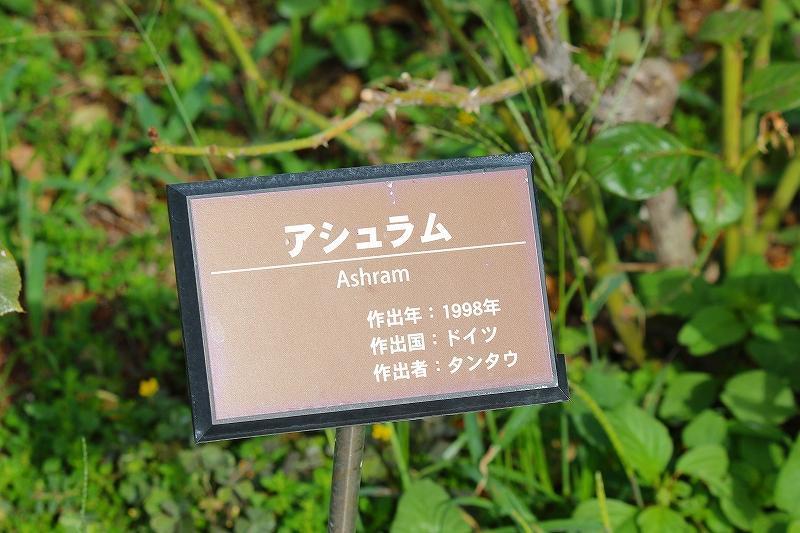 アシュラム
Ashram
作出年：1998年
作出国：ドイツ
作出者：タンタウ